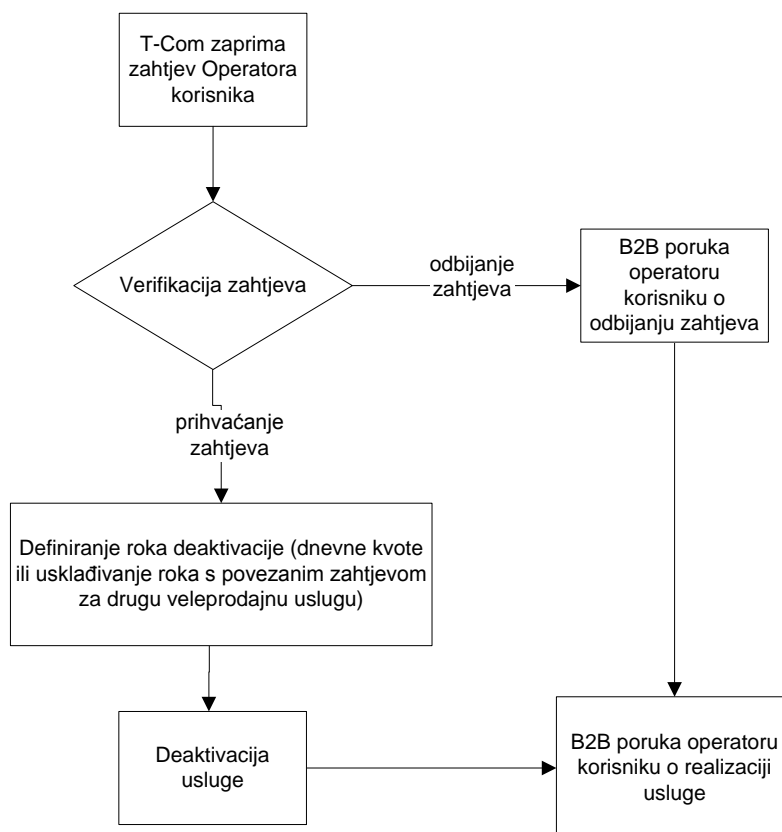 T-Com zaprima
zahtjev Operatora
korisnika
Verifikacija zahtjeva
odbijanje
zahtjeva
B2B poruka
operatoru
korisniku o
odbijanju zahtjeva
prihvaćanje
zahtjeva
Definiranje roka deaktivacije (dnevne kvote
ili usklađivanje roka s povezanim zahtjevom
za drugu veleprodajnu uslugu)
Deaktivacija
usluge
B2B poruka operatoru
korisniku o realizaciji
usluge